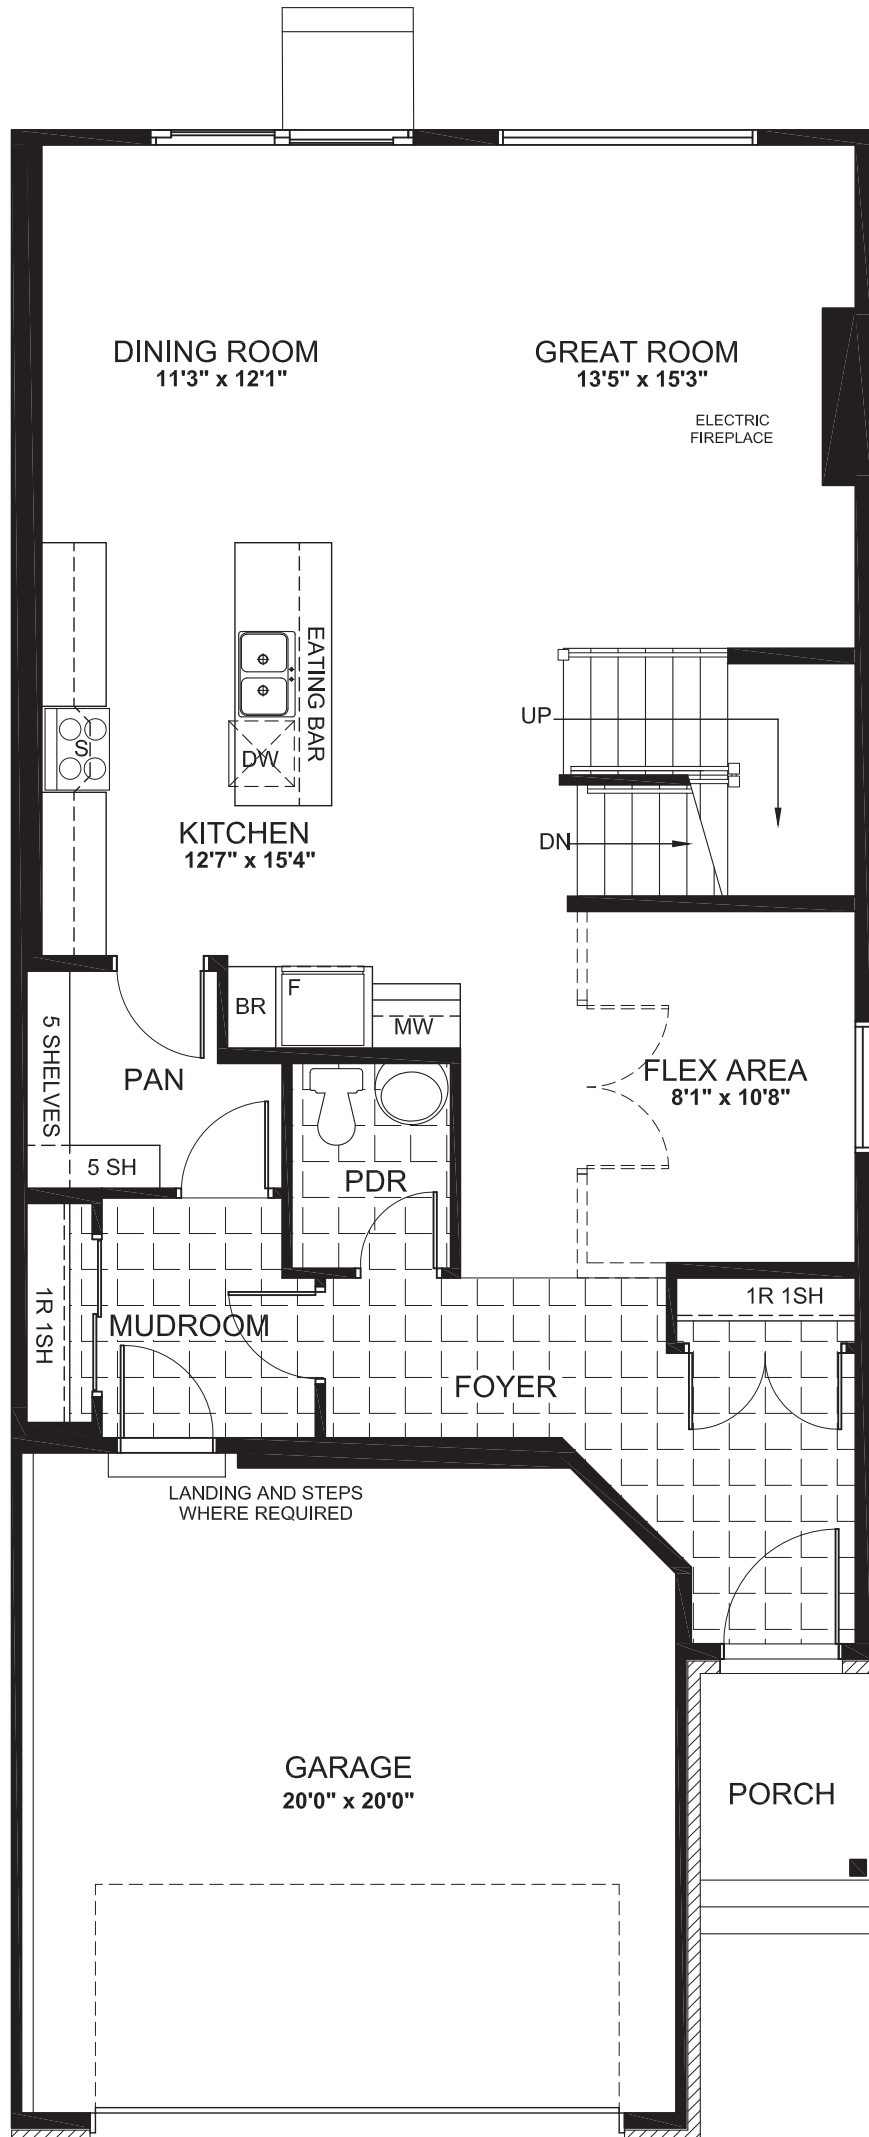 DINING ROOM
11'3" x 12'1"
GREAT ROOM
13'5" x 15'3"
ELECTRIC
FIREPLACE
EATING BAR
UP
S
DW
KITCHEN
12'7" x 15'4"
DN
BR
F
MW
5 SHELVES
PAN
FLEX AREA
8'1" x 10'8"
5 SH
PDR
1R 1SH
MUDROOM
1R 1SH
FOYER
LANDING AND STEPS
WHERE REQUIRED
GARAGE
20'0" x 20'0"
PORCH